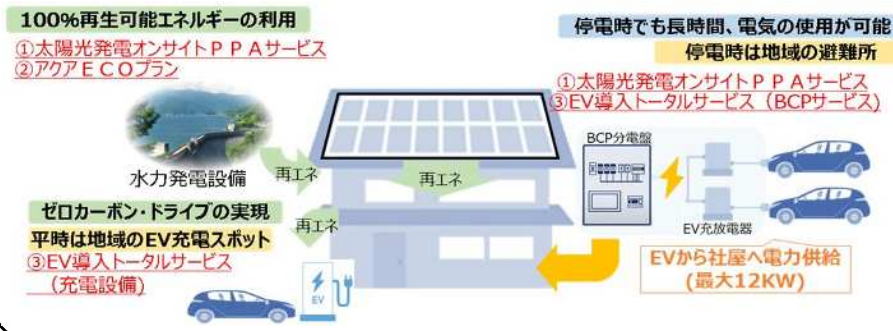 100%再生可能エネルギーの利用
①太陽光発電オンサイトPPAサービス
②アクアECOプラン
水力発電設備
再エネ
再エネ
再エネ
ゼロカーボン・ドライブの実現
平時は地域のEV充電スポット
③EV導入トータルサービス
(充電設備)
EV
停電時でも長時間、電気の使用が可能
停電時は地域の避難所
①太陽光発電オンサイトPPAサービス
③EV導入トータルサービス(BCPサービス)
BCP分電盤
EV充放電器
EVから社屋へ電力供給
(最大12KW)